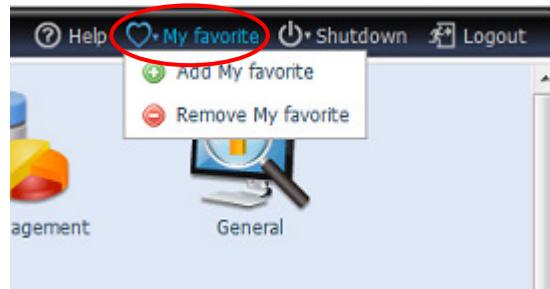 Help My favorite Shutdown Logout
Add My favorite
Remove My favorite
agement General